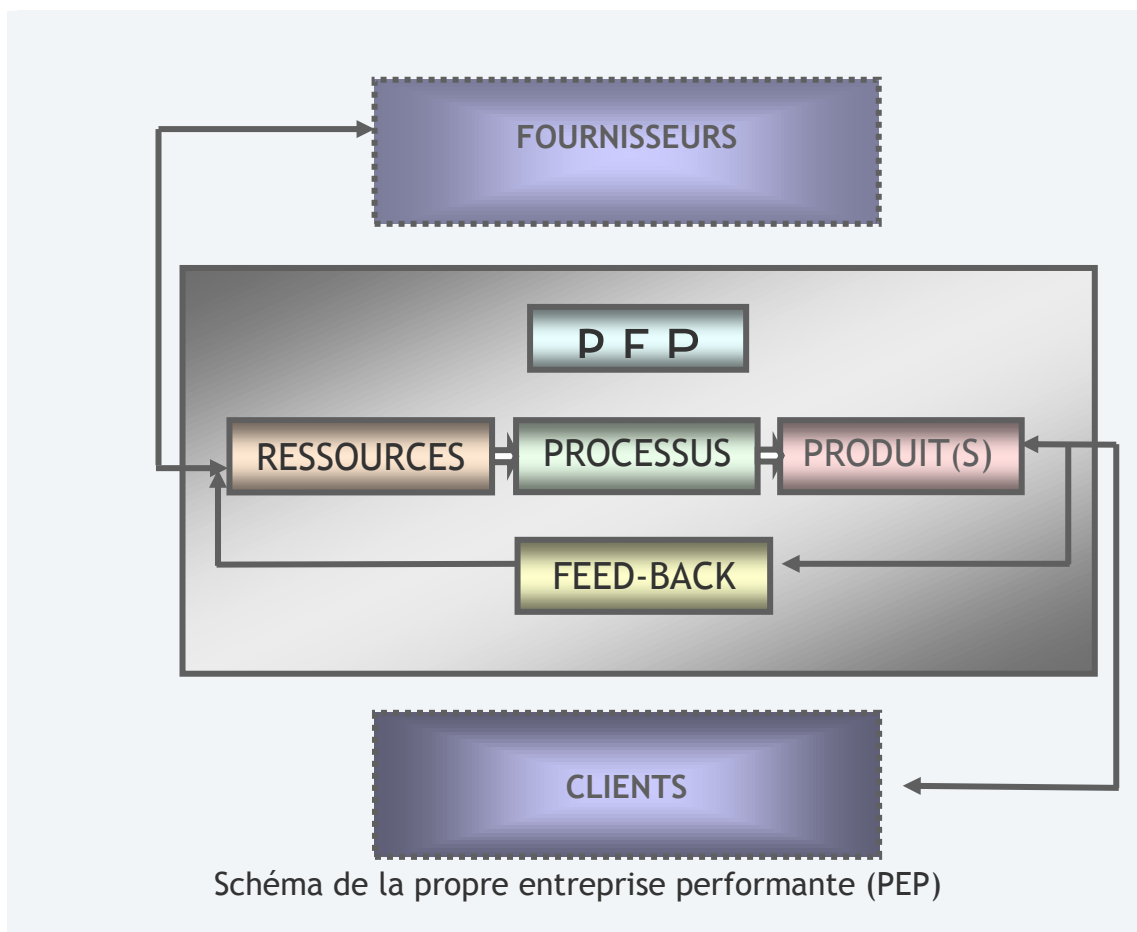 FOURNISSEURS
P F P
RESSOURCES
PROCESSUS
PRODUIT(S)
FEED-BACK
CLIENTS
Schéma de la propre entreprise performante (PEP)